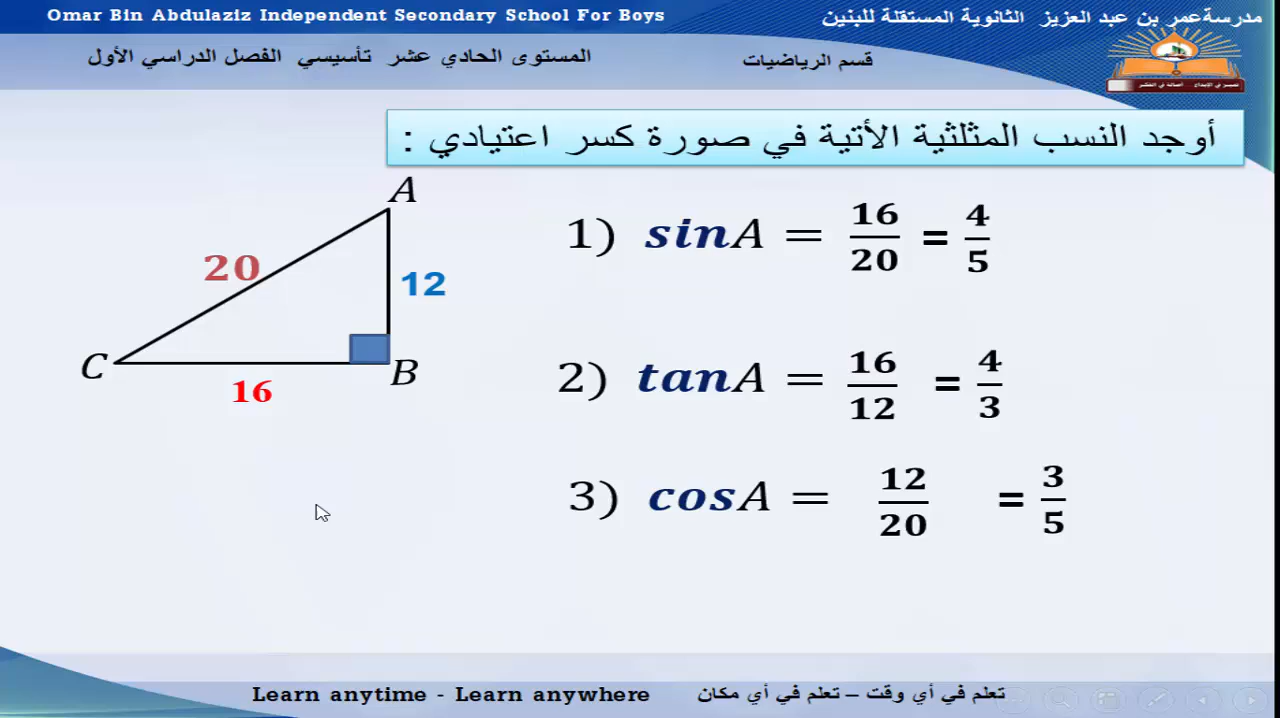 Omar Bin Abdulaziz Independent Secondary School For Boys
مدرسةعمر بن عبد العزيز الثانوية المستقلة للبنين
المستوى الحادي عشر تأسيسي الفصل الدراسي الأول
قسم الرياضيات
أوجد النسب المثلثية الأتية في صورة كسر اعتيادي :
A
20
12
C
B
16
1) sinA = 16/20 = 4/5
2) tanA = 16/12 = 4/3
3) cosA = 12/20 = 3/5
Learn anytime - Learn anywhere
تعلم في أي وقت – تعلم في أي مكان